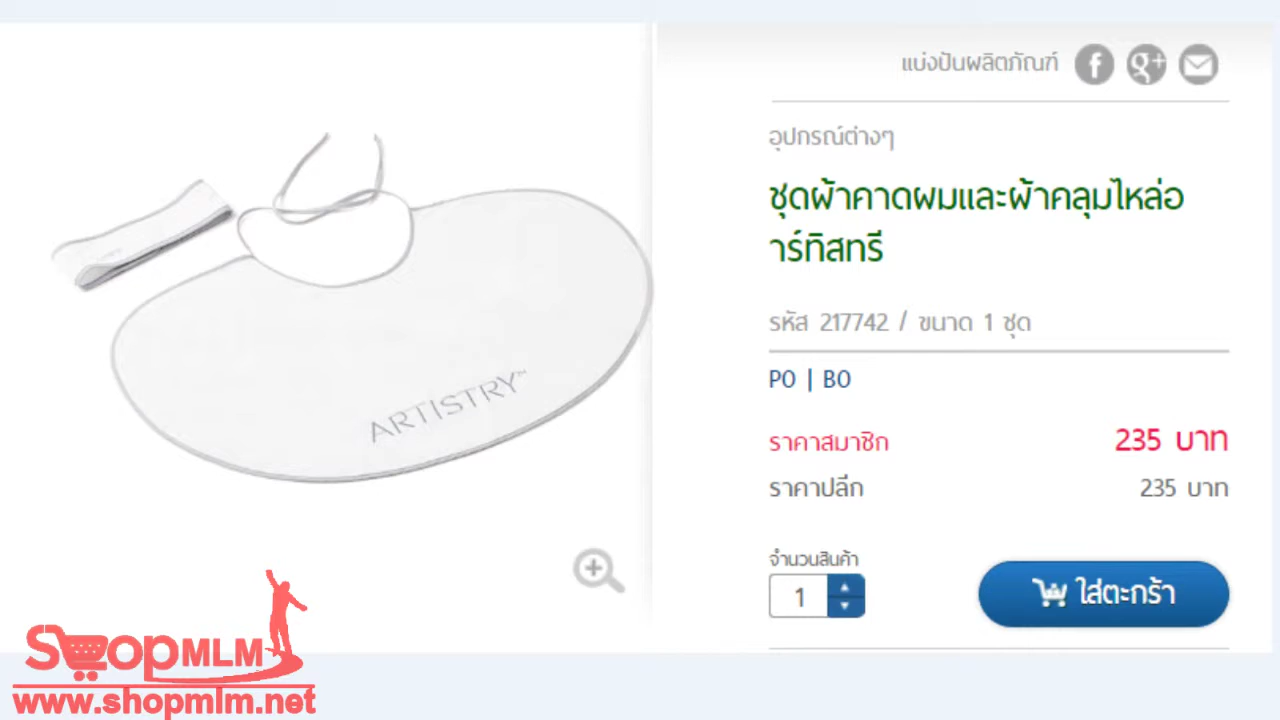 แบ่งปันผลิตภัณฑ์
อุปกรณ์ต่างๆ
ชุดผ้าคาดผมและผ้าคลุมไหล่อ
าร์ทิสทรี
รหัส 217742 / ขนาด 1 ชุด
PO | BO
ราคาสมาชิก 235 บาท
ราคาปลีก 235 บาท
จำนวนสินค้า
1
ใส่ตะกร้า
ARTISTRY™
ShopMLM
www.shopmlm.net